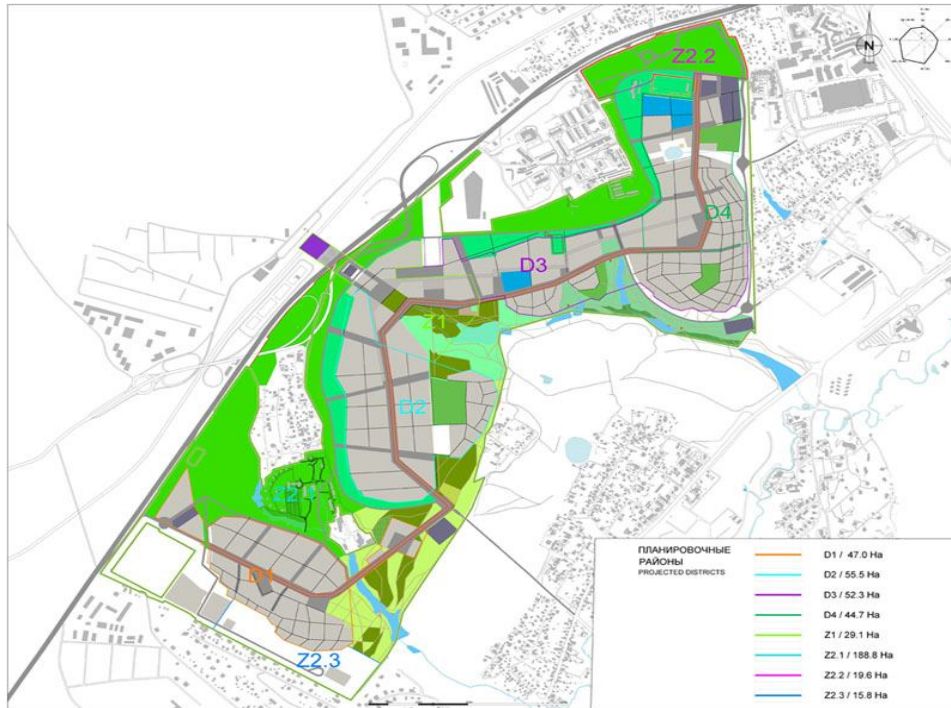 Z2.2
N
D4
D3
Z1
D2
Z2.1
D1
Z2.3
ПЛАНИРОВОЧНЫЕ
РАЙОНЫ
PROJECTED DISTRICTS
D1 / 47.0 Ha
D2 / 55.5 Ha
D3 / 52.3 Ha
D4 / 44.7 Ha
Z1 / 29.1 Ha
Z2.1 / 188.8 Ha
Z2.2 / 19.6 Ha
Z2.3 / 15.8 Ha